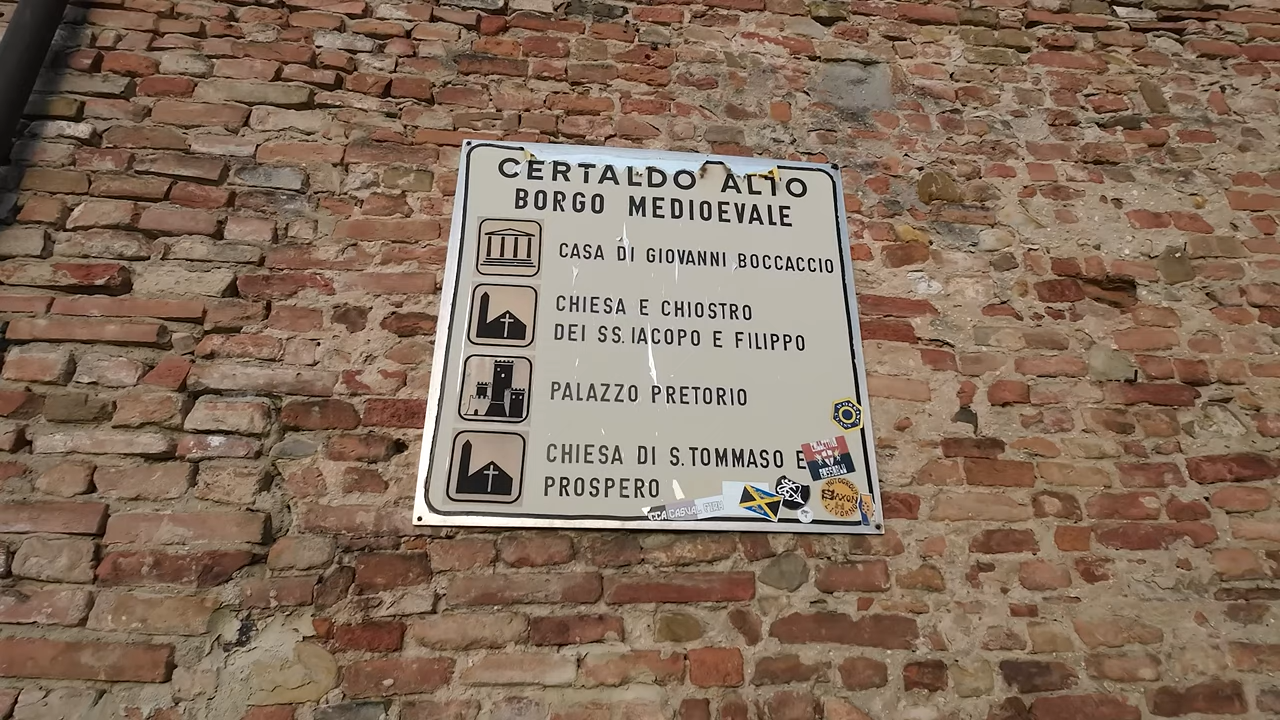 CERTALDO ALTO
BORGO MEDIOEVALE
CASA DI GIOVANNI BOCCACCIO
CHIESA E CHIOSTRO
DEI SS. IACOPO E FILIPPO
PALAZZO PRETORIO
CHIESA DI S. TOMMASO E
PROSPERO